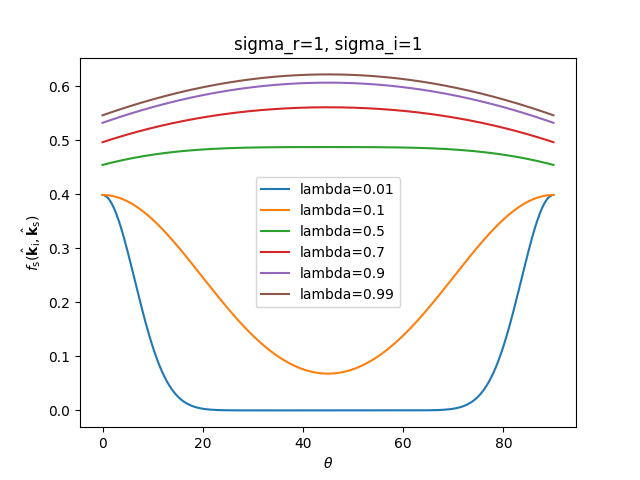 sigma_r=1, sigma_i=1
0.6
0.5
0.4
0.3
0.2
0.1
0.0
f_s(k̂_i, k̂_s)
lambda=0.01
lambda=0.1
lambda=0.5
lambda=0.7
lambda=0.9
lambda=0.99
0 20 40 60 80
θ